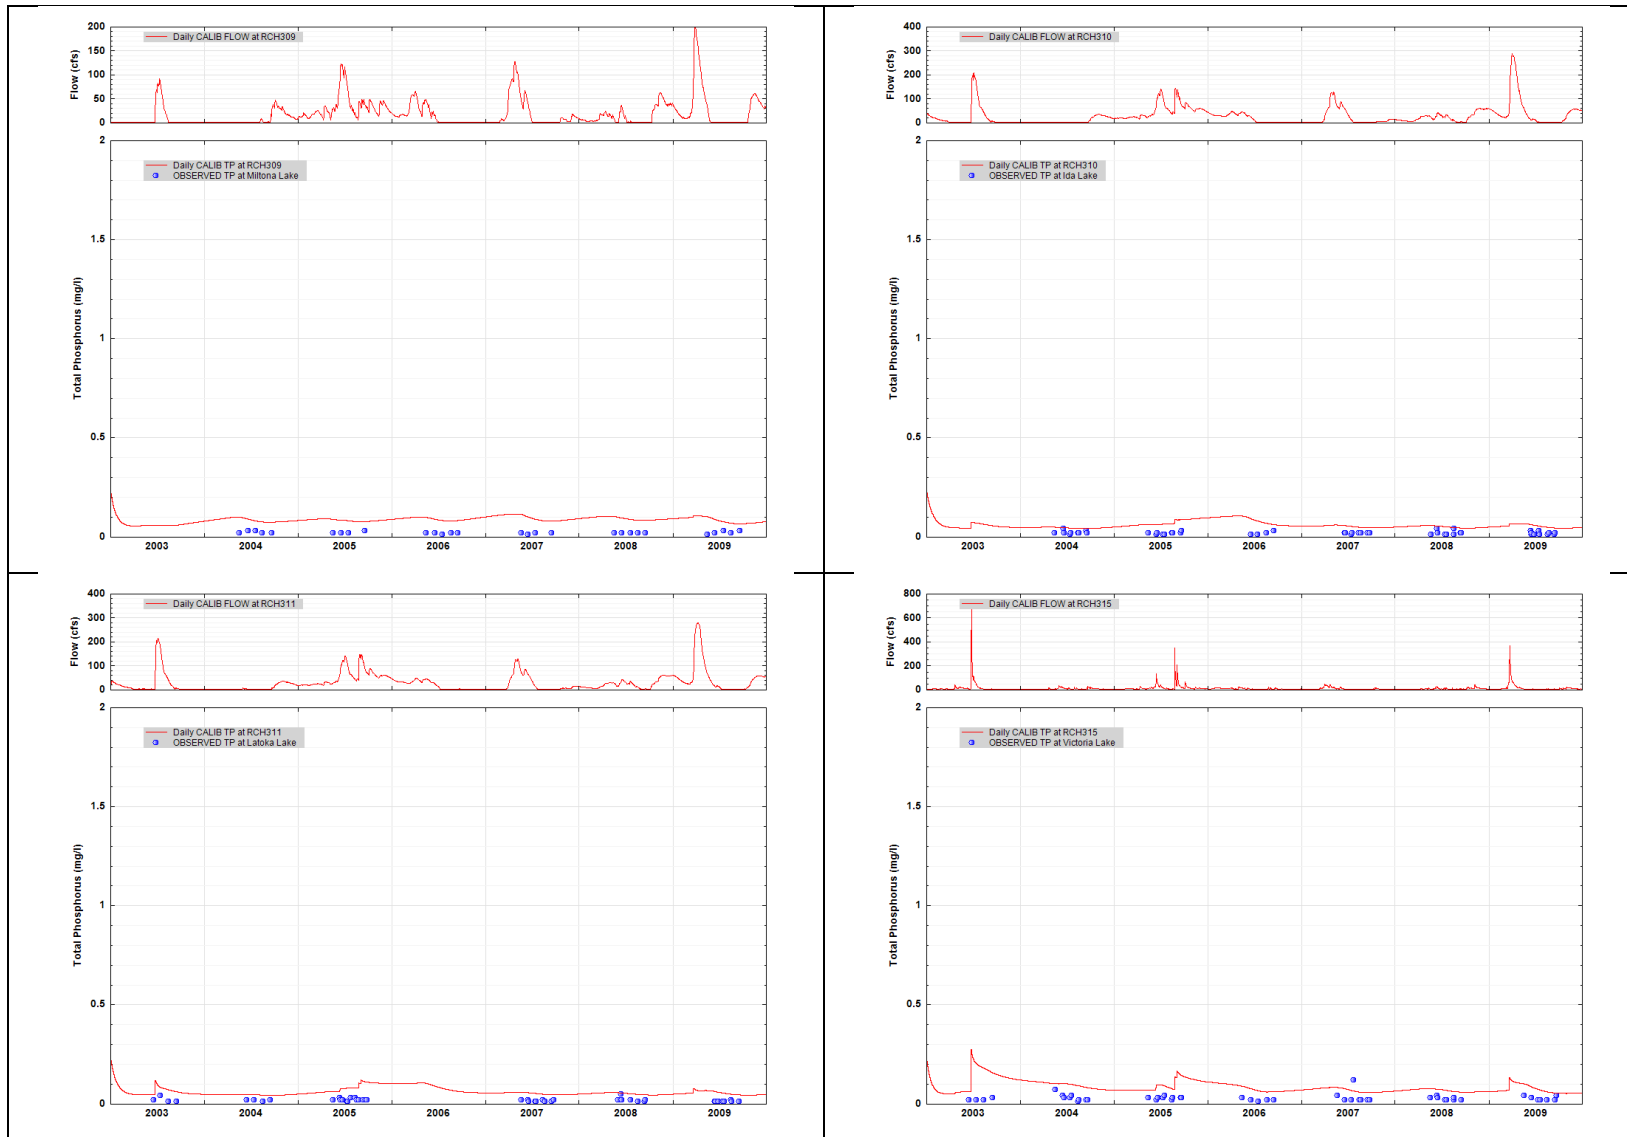 200
150
100
50
0
Flow (cfs)
Daily CALIB FLOW at RCH309
2
1.5
1
0.5
0
Total Phosphorus (mg/l)
Daily CALIB TP at RCH309
OBSERVED TP at Miltona Lake
2003 2004 2005 2006 2007 2008 2009
400
300
200
100
0
Flow (cfs)
Daily CALIB FLOW at RCH310
2
1.5
1
0.5
0
Total Phosphorus (mg/l)
Daily CALIB TP at RCH310
OBSERVED TP at Ida Lake
2003 2004 2005 2006 2007 2008 2009
400
300
200
100
0
Flow (cfs)
Daily CALIB FLOW at RCH311
2
1.5
1
0.5
0
Total Phosphorus (mg/l)
Daily CALIB TP at RCH311
OBSERVED TP at Latoka Lake
2003 2004 2005 2006 2007 2008 2009
800
600
400
200
0
Flow (cfs)
Daily CALIB FLOW at RCH315
2
1.5
1
0.5
0
Total Phosphorus (mg/l)
Daily CALIB TP at RCH315
OBSERVED TP at Victoria Lake
2003 2004 2005 2006 2007 2008 2009